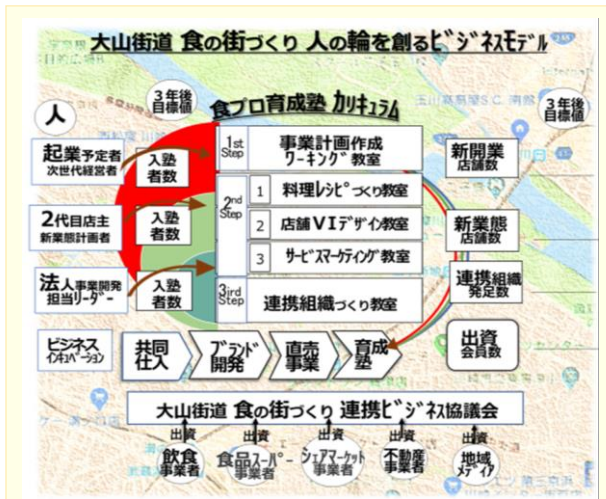 大山街道 食の街づくり 人の輪を創るビジネスモデル
人
3年後
目標値
食プロ育成塾 カリキュラム
3年後
目標値
起業予定者
次世代経営者
入塾
者数
1st
Step
事業計画作成
ワーキング教室
新開業
店舗数
2代目店主
新業態計画者
入塾
者数
2nd
Step
1 料理レシピづくり教室
2 店舗VIデザイン教室
3 サービスマーケティング教室
新業態
店舗数
法人事業開発
担当リーダー
入塾
者数
3ird
Step
連携組織づくり教室
連携組織
発足数
ビジネス
インキュベーション
共同
仕入
ブランド
開発
直売
事業
育成
塾
出資
会員数
大山街道 食の街づくり 連携ビジネス協議会
出資 出資 出資 出資 出資
飲食
事業者
食品スーパー
事業者
シェアマーケット
事業者
不動産
事業者
地域
メディア
玉川高島屋S.C. 南館